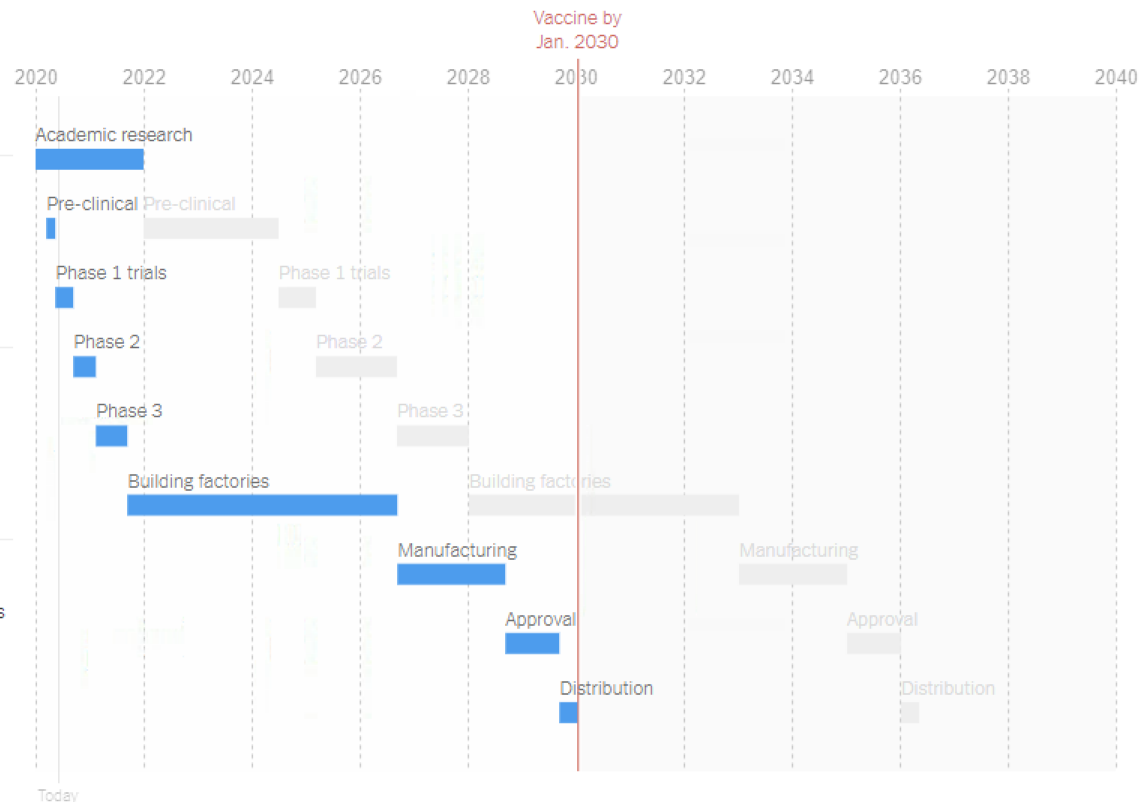 Vaccine by
Jan. 2030
2020 2022 2024 2026 2028 2030 2032 2034 2036 2038 2040
Academic research
Pre-clinical Pre-clinical
Phase 1 trials Phase 1 trials
Phase 2 Phase 2
Phase 3 Phase 3
Building factories Building factories
Manufacturing Manufacturing
s
Approval Approval
Distribution Distribution
Today